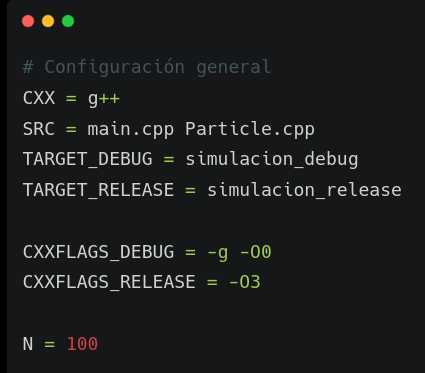 # Configuración general
CXX = g++
SRC = main.cpp Particle.cpp
TARGET_DEBUG = simulacion_debug
TARGET_RELEASE = simulacion_release
CXXFLAGS_DEBUG = -g -O0
CXXFLAGS_RELEASE = -O3
N = 100